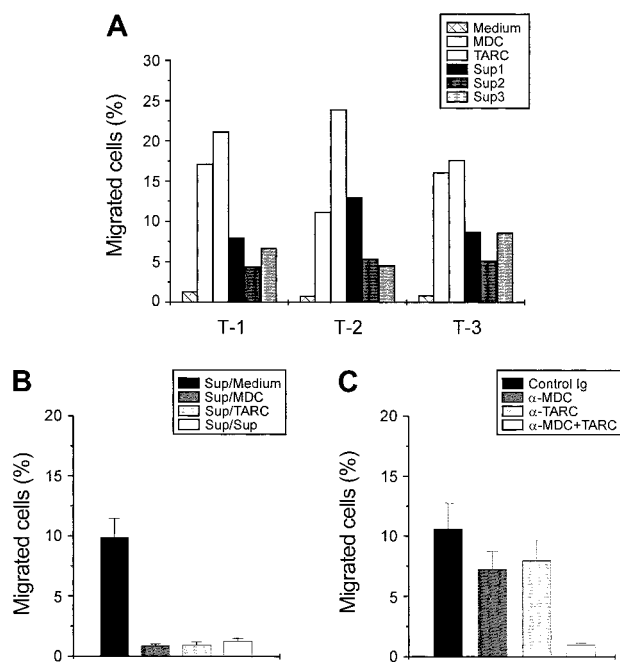 A
Medium
MDC
TARC
Sup1
Sup2
Sup3
Migrated cells (%)
30
25
20
15
10
5
0
T-1 T-2 T-3
B
Sup/Medium
Sup/MDC
Sup/TARC
Sup/Sup
Migrated cells (%)
20
15
10
5
0
C
Control Ig
α-MDC
α-TARC
α-MDC+TARC
Migrated cells (%)
20
15
10
5
0